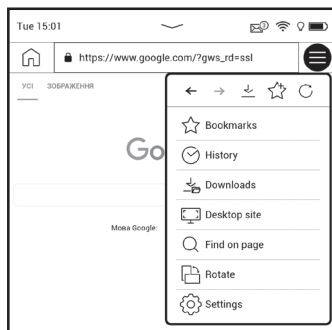 Tue 15:01
3
https://www.google.com/?gws_rd=ssl
УСІ ЗОБРАЖЕННЯ
Go
Мова Google:
Bookmarks
History
Downloads
Desktop site
Find on page
Rotate
Settings